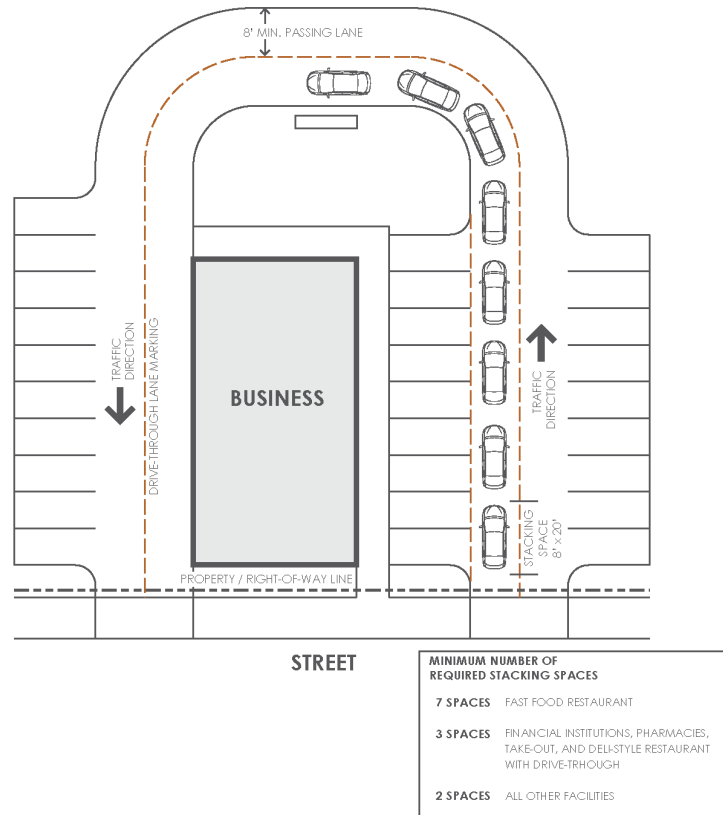 8' MIN. PASSING LANE
TRAFFIC
DIRECTION
DRIVE-THROUGH LANE MARKING
BUSINESS
TRAFFIC
DIRECTION
STACKING
SPACE
8' x 20'
PROPERTY / RIGHT-OF-WAY LINE
STREET
MINIMUM NUMBER OF
REQUIRED STACKING SPACES
7 SPACES FAST FOOD RESTAURANT
3 SPACES FINANCIAL INSTITUTIONS, PHARMACIES,
TAKE-OUT, AND DELI-STYLE RESTAURANT
WITH DRIVE-TRHOUGH
2 SPACES ALL OTHER FACILITIES